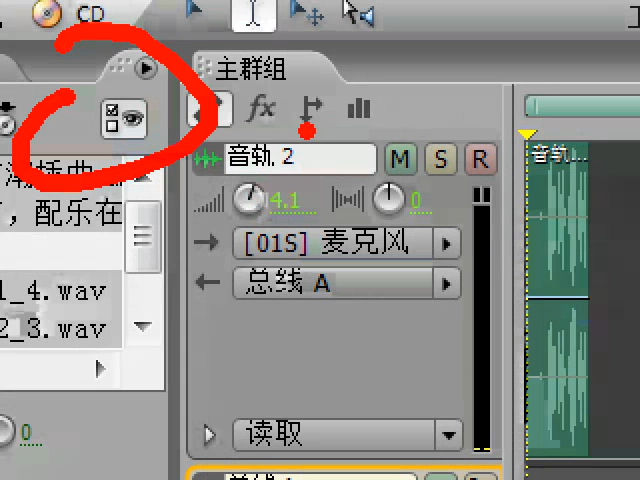 CD
主群组
fx
音轨 2
M S R
音轨...
4.1
0
，配乐在
[01S] 麦克风
总线 A
1_4.wav
2_3.wav
0
读取